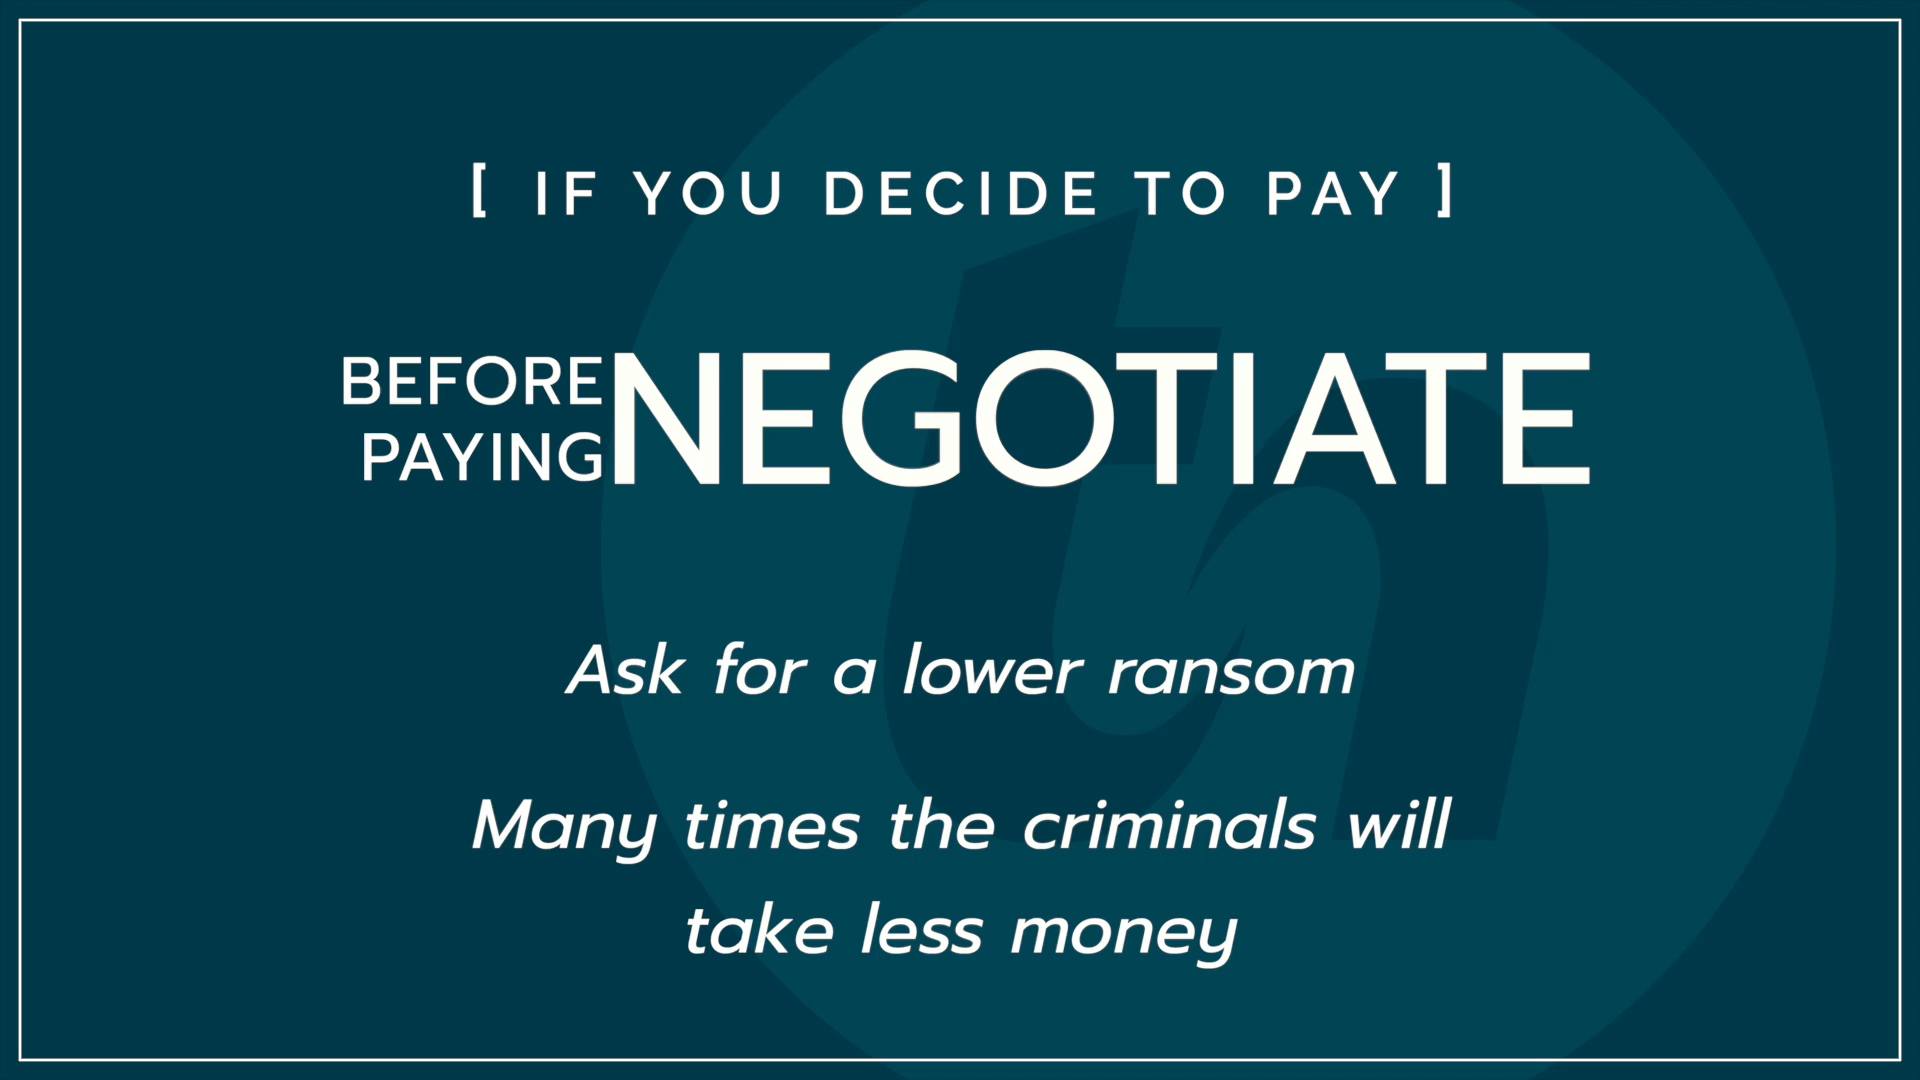 [ IF YOU DECIDE TO PAY ]
BEFORE
PAYING
NEGOTIATE
Ask for a lower ransom
Many times the criminals will
take less money